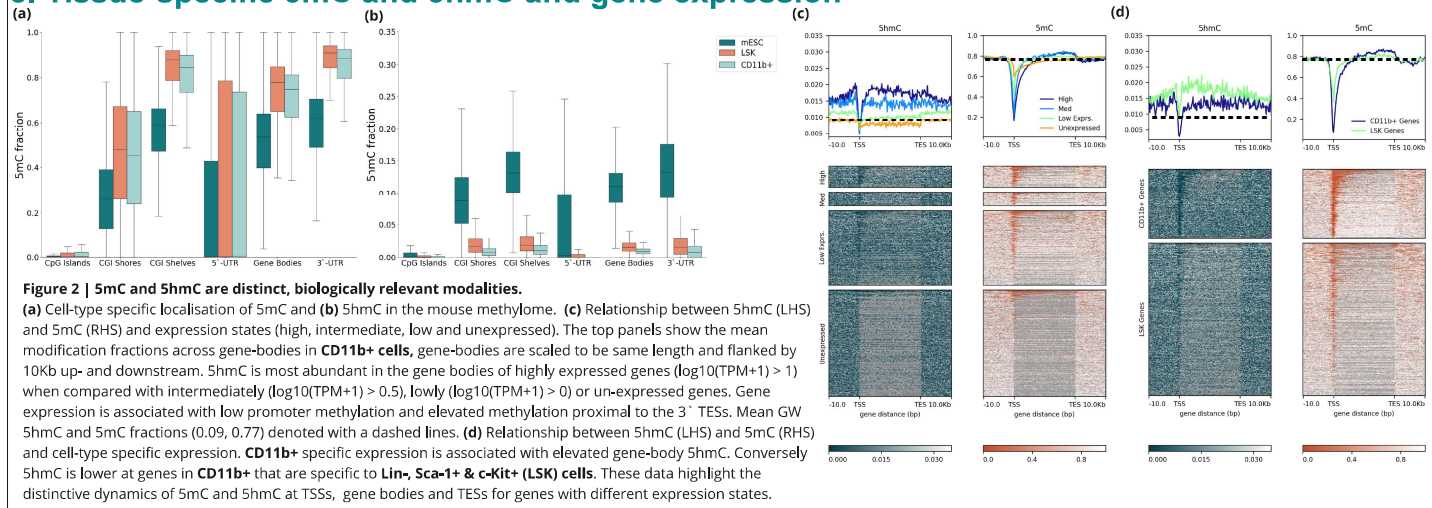 (a)
1.0
0.8
0.6
0.4
0.2
0.0
5mC fraction
CpG Islands CGI Shores CGI Shelves 5`-UTR Gene Bodies 3`-UTR
(b)
0.35
0.30
0.25
0.20
0.15
0.10
0.05
0.00
5hmC fraction
CpG Islands CGI Shores CGI Shelves 5`-UTR Gene Bodies 3`-UTR
mESC
LSK
CD11b+
Figure 2 | 5mC and 5hmC are distinct, biologically relevant modalities.
(a) Cell-type specific localisation of 5mC and (b) 5hmC in the mouse methylome. (c) Relationship between 5hmC (LHS)
and 5mC (RHS) and expression states (high, intermediate, low and unexpressed). The top panels show the mean
modification fractions across gene-bodies in CD11b+ cells, gene-bodies are scaled to be same length and flanked by
10Kb up- and downstream. 5hmC is most abundant in the gene bodies of highly expressed genes (log10(TPM+1) > 1)
when compared with intermediately (log10(TPM+1) > 0.5), lowly (log10(TPM+1) > 0) or un-expressed genes. Gene
expression is associated with low promoter methylation and elevated methylation proximal to the 3` TESs. Mean GW
5hmC and 5mC fractions (0.09, 0.77) denoted with a dashed lines. (d) Relationship between 5hmC (LHS) and 5mC (RHS)
and cell-type specific expression. CD11b+ specific expression is associated with elevated gene-body 5hmC. Conversely
5hmC is lower at genes in CD11b+ that are specific to Lin-, Sca-1+ & c-Kit+ (LSK) cells. These data highlight the
distinctive dynamics of 5mC and 5hmC at TSSs, gene bodies and TESs for genes with different expression states.
(c)
5hmC
0.035
0.030
0.025
0.020
0.015
0.010
0.005
-10.0 TSS TES 10.0Kb
5mC
1.0
0.8
0.6
0.4
0.2
High
Med
Low Exprs.
Unexpressed
-10.0 TSS TES 10.0Kb
High
Med
Low Exprs.
Unexpressed
-10.0 TSS TES 10.0Kb
gene distance (bp)
-10.0 TSS TES 10.0Kb
gene distance (bp)
0.000 0.015 0.030
0.0 0.4 0.8
(d)
5hmC
0.035
0.030
0.025
0.020
0.015
0.010
0.005
-10.0 TSS TES 10.0Kb
5mC
1.0
0.8
0.6
0.4
0.2
CD11b+ Genes
LSK Genes
-10.0 TSS TES 10.0Kb
CD11b+ Genes
LSK Genes
-10.0 TSS TES 10.0Kb
gene distance (bp)
-10.0 TSS TES 10.0Kb
gene distance (bp)
0.000 0.015 0.030
0.0 0.4 0.8